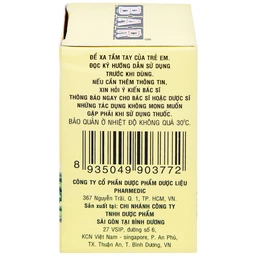 ĐỂ XA TẦM TAY CỦA TRẺ EM.
ĐỌC KỸ HƯỚNG DẪN SỬ DỤNG
TRƯỚC KHI DÙNG.
NẾU CẦN THÊM THÔNG TIN,
XIN HỎI Ý KIẾN BÁC SĨ
THÔNG BÁO NGAY CHO BÁC SĨ HOẶC DƯỢC SĨ
NHỮNG TÁC DỤNG KHÔNG MONG MUỐN
GẶP PHẢI KHI SỬ DỤNG THUỐC.
BẢO QUẢN Ở NHIỆT ĐỘ KHÔNG QUÁ 30°C.
8 935049 903772
CÔNG TY CỔ PHẦN DƯỢC PHẨM DƯỢC LIỆU
PHARMEDIC
367 Nguyễn Trãi, Q. 1, TP. HCM, VN.
Sản xuất tại: CHI NHÁNH CÔNG TY
TNHH DƯỢC PHẨM
SÀI GÒN TẠI BÌNH DƯƠNG
27 VSIP, đường số 6,
KCN Việt Nam - singapore, P. An Phú,
TX. Thuận An, T. Bình Dương, VN